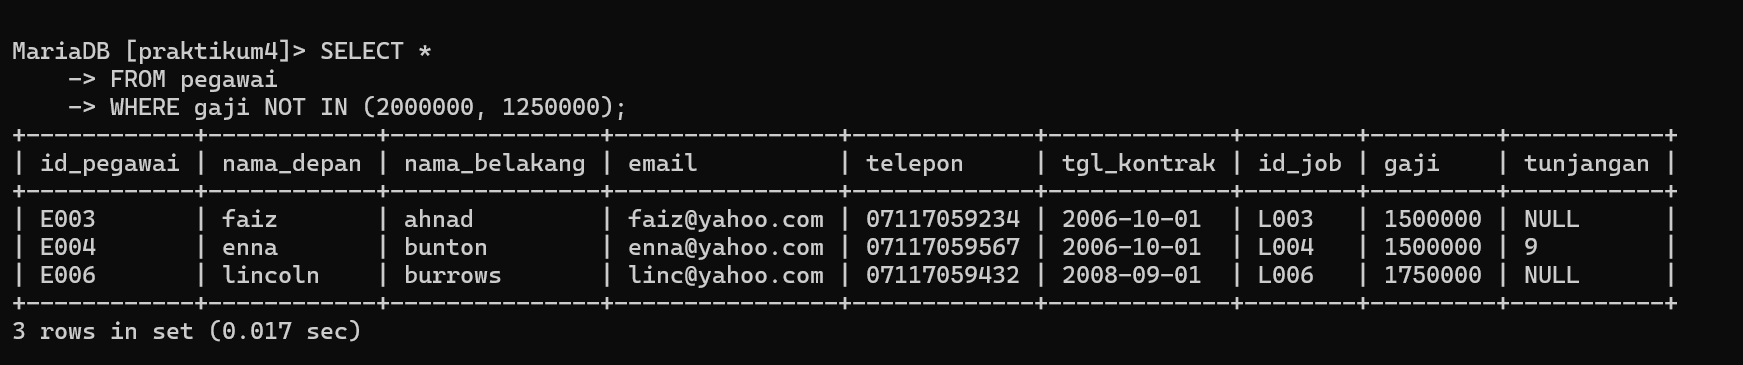 MariaDB [praktikum4]> SELECT *
    -> FROM pegawai
    -> WHERE gaji NOT IN (2000000, 1250000);
+------------+------------+---------------+----------------+-------------+-------------+--------+---------+-----------+
| id_pegawai | nama_depan | nama_belakang | email          | telepon     | tgl_kontrak | id_job | gaji    | tunjangan |
+------------+------------+---------------+----------------+-------------+-------------+--------+---------+-----------+
| E003       | faiz       | ahnad         | faiz@yahoo.com | 07117059234 | 2006-10-01  | L003   | 1500000 | NULL      |
| E004       | enna       | bunton        | enna@yahoo.com | 07117059567 | 2006-10-01  | L004   | 1500000 | 9         |
| E006       | lincoln    | burrows       | linc@yahoo.com | 07117059432 | 2008-09-01  | L006   | 1750000 | NULL      |
+------------+------------+---------------+----------------+-------------+-------------+--------+---------+-----------+
3 rows in set (0.017 sec)